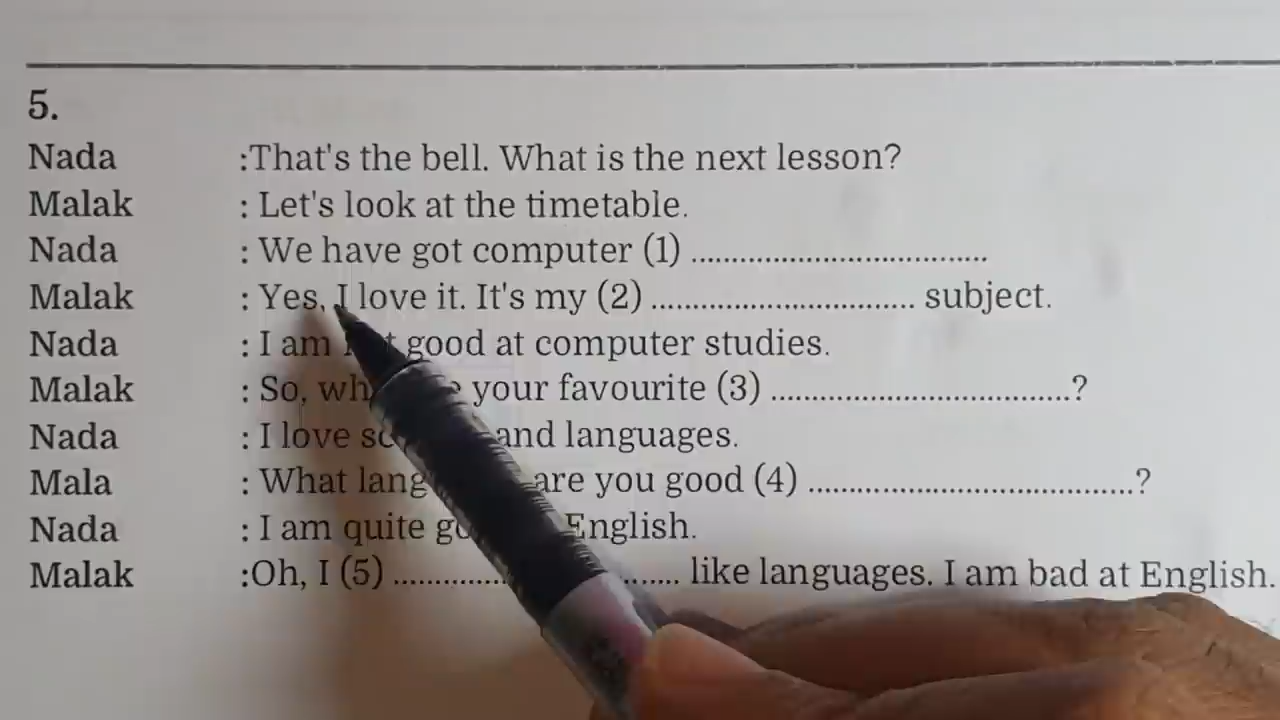 5.
Nada :That's the bell. What is the next lesson?
Malak : Let's look at the timetable.
Nada : We have got computer (1) ....................................
Malak : Yes, I love it. It's my (2) ................................ subject.
Nada : I am good at computer studies.
Malak : So, your favourite (3) .....................................?
Nada : I love and languages.
Mala : What are you good (4) ........................................?
Nada : I am quite English.
Malak :Oh, I (5) ...................... like languages. I am bad at English.